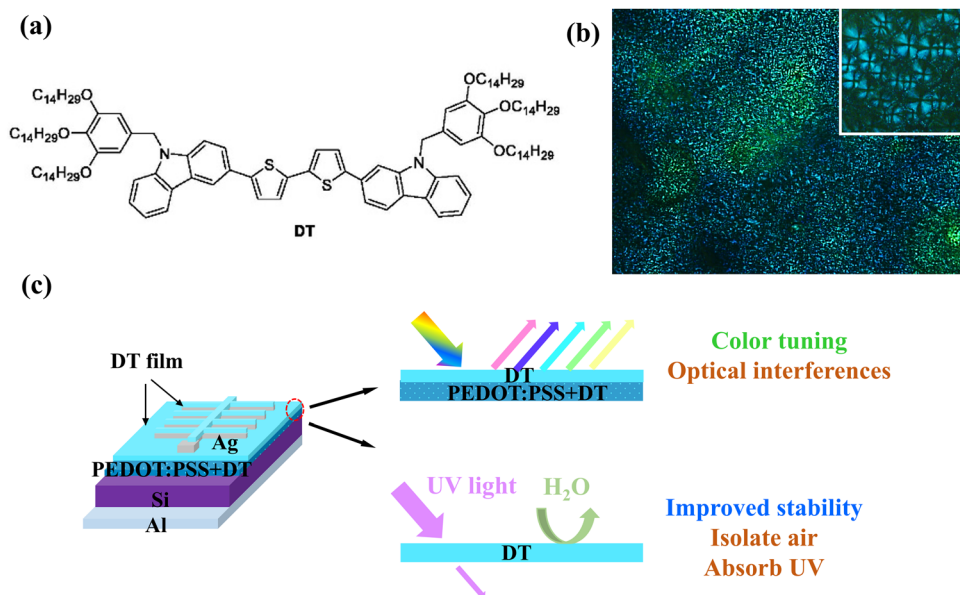 (a)
(b)
C₁₄H₂₉O
C₁₄H₂₉O
C₁₄H₂₉O
N
S
S
N
OC₁₄H₂₉
OC₁₄H₂₉
OC₁₄H₂₉
DT
(c)
DT film
Ag
PEDOT:PSS+DT
Si
Al
DT
PEDOT:PSS+DT
Color tuning
Optical interferences
UV light
H₂O
DT
Improved stability
Isolate air
Absorb UV